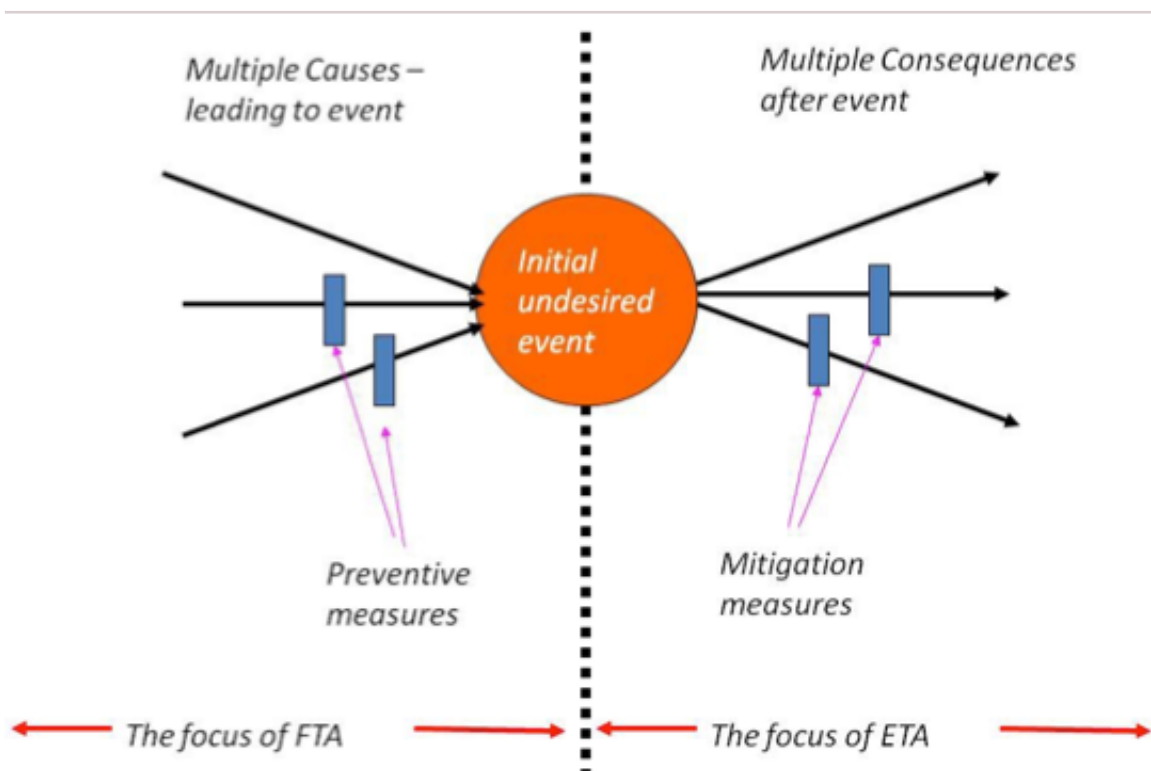 Multiple Causes –
leading to event
Multiple Consequences
after event
Initial
undesired
event
Preventive
measures
Mitigation
measures
The focus of FTA
The focus of ETA